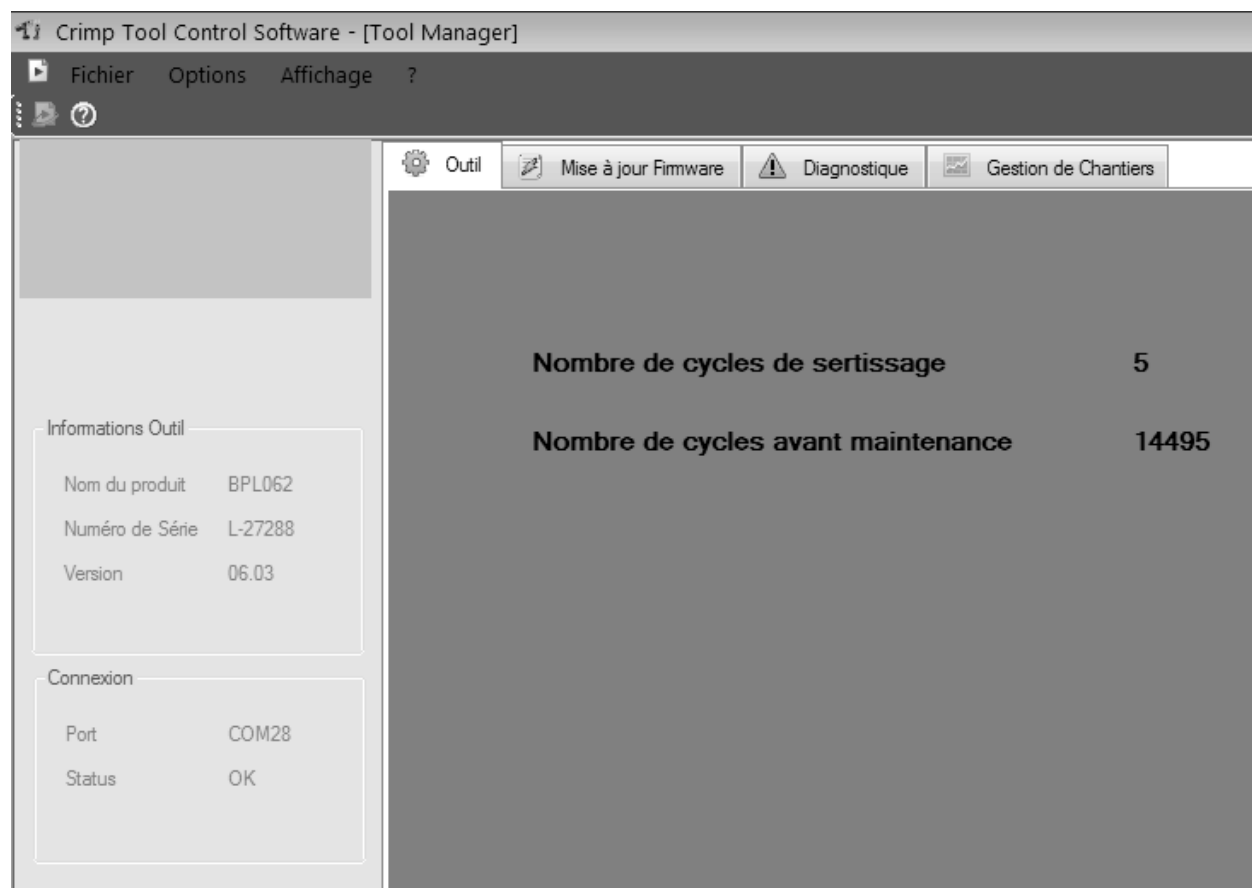 Crimp Tool Control Software - [Tool Manager]
Fichier Options Affichage ?
Outil Mise à jour Firmware Diagnostique Gestion de Chantiers
Nombre de cycles de sertissage 5
Nombre de cycles avant maintenance 14495
Informations Outil
Nom du produit BPL062
Numéro de Série L-27288
Version 06.03
Connexion
Port COM28
Status OK